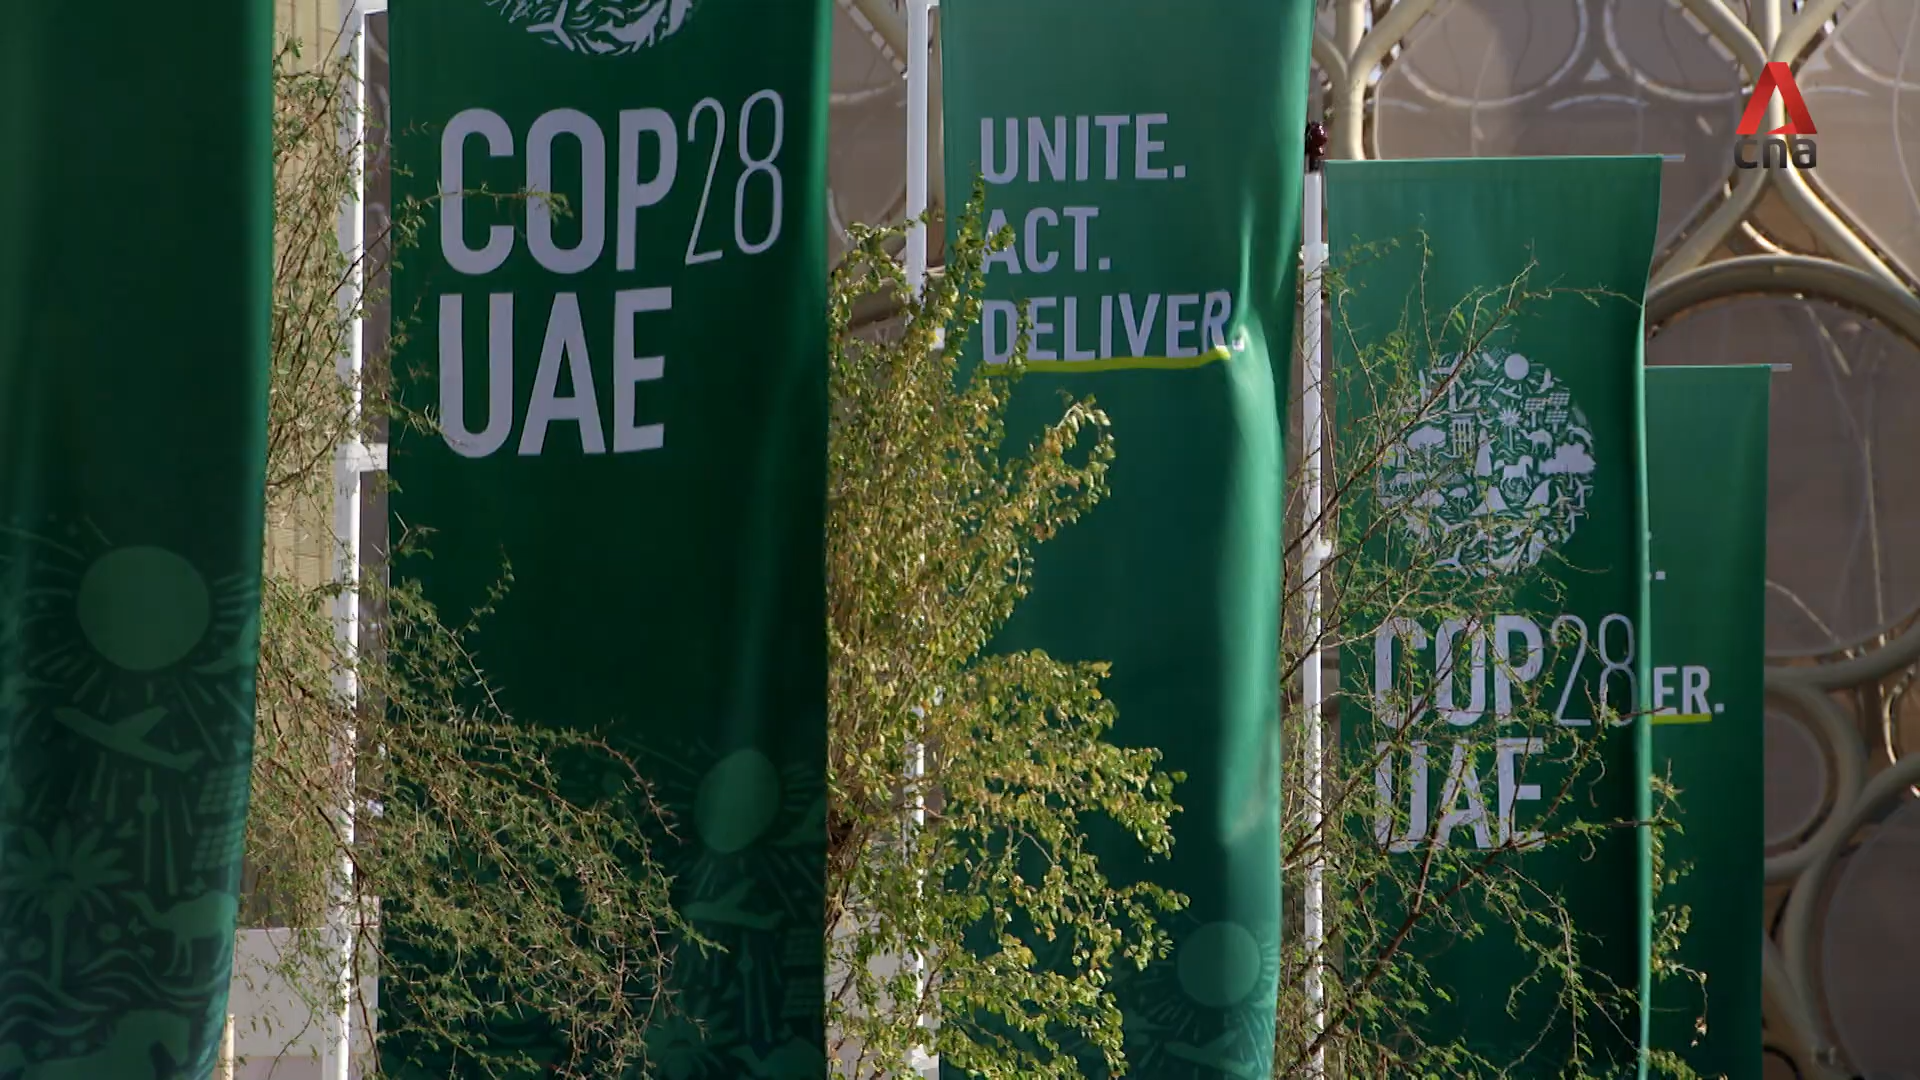 COP28
UAE
UNITE.
ACT.
DELIVER.
cna
COP28
UAE
ER.